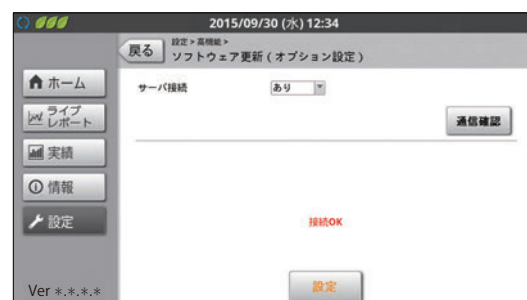 2015/09/30 (水) 12:34
戻る
設定 > 高機能 >
ソフトウェア更新 ( オプション設定 )
ホーム
ライブ
レポート
実績
情報
設定
サーバ接続
あり
通信確認
接続OK
設定
Ver *.*.*.*